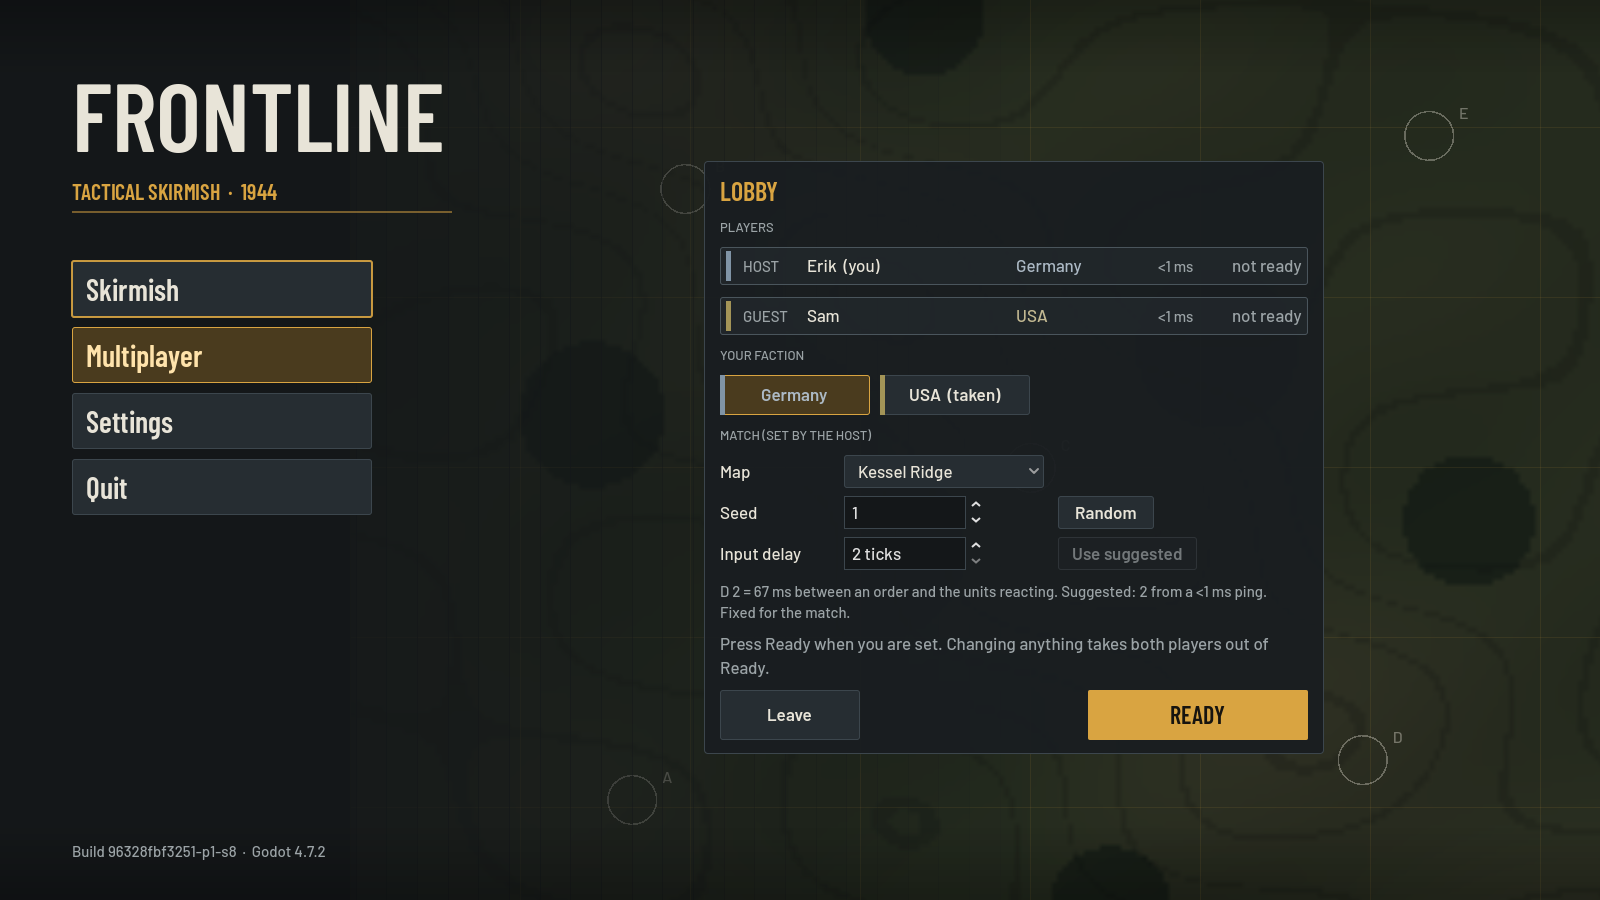 FRONTLINE
TACTICAL SKIRMISH · 1944
Skirmish
Multiplayer
Settings
Quit
Build 96328fbf3251-p1-s8 · Godot 4.7.2
LOBBY
PLAYERS
HOST Erik (you) Germany <1 ms not ready
GUEST Sam USA <1 ms not ready
YOUR FACTION
Germany USA (taken)
MATCH (SET BY THE HOST)
Map Kessel Ridge
Seed 1 Random
Input delay 2 ticks Use suggested
D 2 = 67 ms between an order and the units reacting. Suggested: 2 from a <1 ms ping.
Fixed for the match.
Press Ready when you are set. Changing anything takes both players out of
Ready.
Leave READY
E
D
A